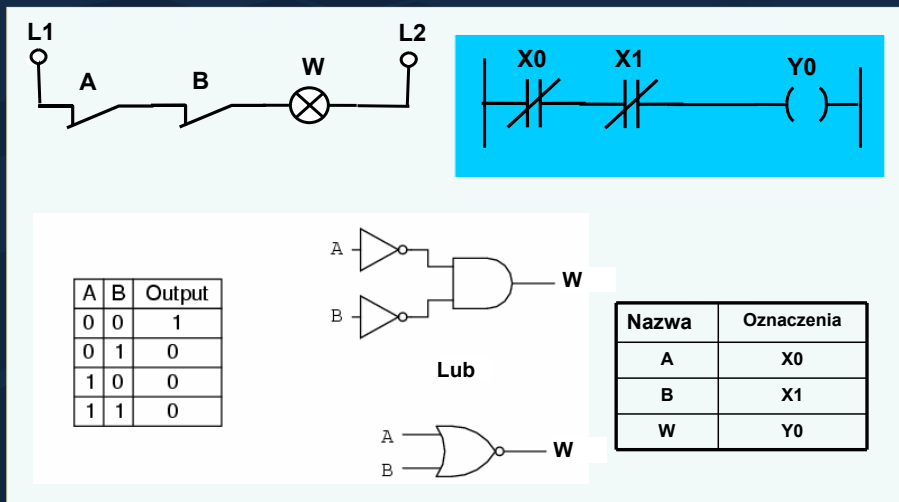 L1
L2
A
B
W
X0
X1
Y0
A B Output
0 0 1
0 1 0
1 0 0
1 1 0
A
B
W
Lub
A
B
W
Nazwa Oznaczenia
A X0
B X1
W Y0